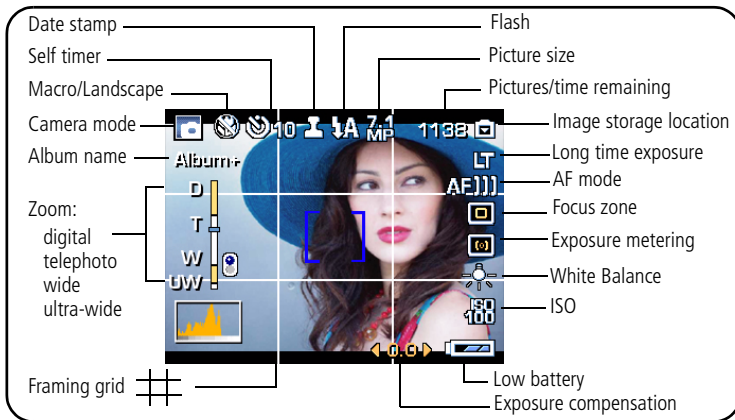 Date stamp
Flash
Self timer
Picture size
Macro/Landscape
Pictures/time remaining
Camera mode
10 
A
7.1
MP
1138
Image storage location
Album name
Album+
LT
Long time exposure
AF
AF mode
D
Zoom:
Focus zone
T
digital
Exposure metering
telephoto
W
wide
UW
White Balance
ultra-wide
ISO
100
ISO
0.0
Framing grid
Low battery
Exposure compensation